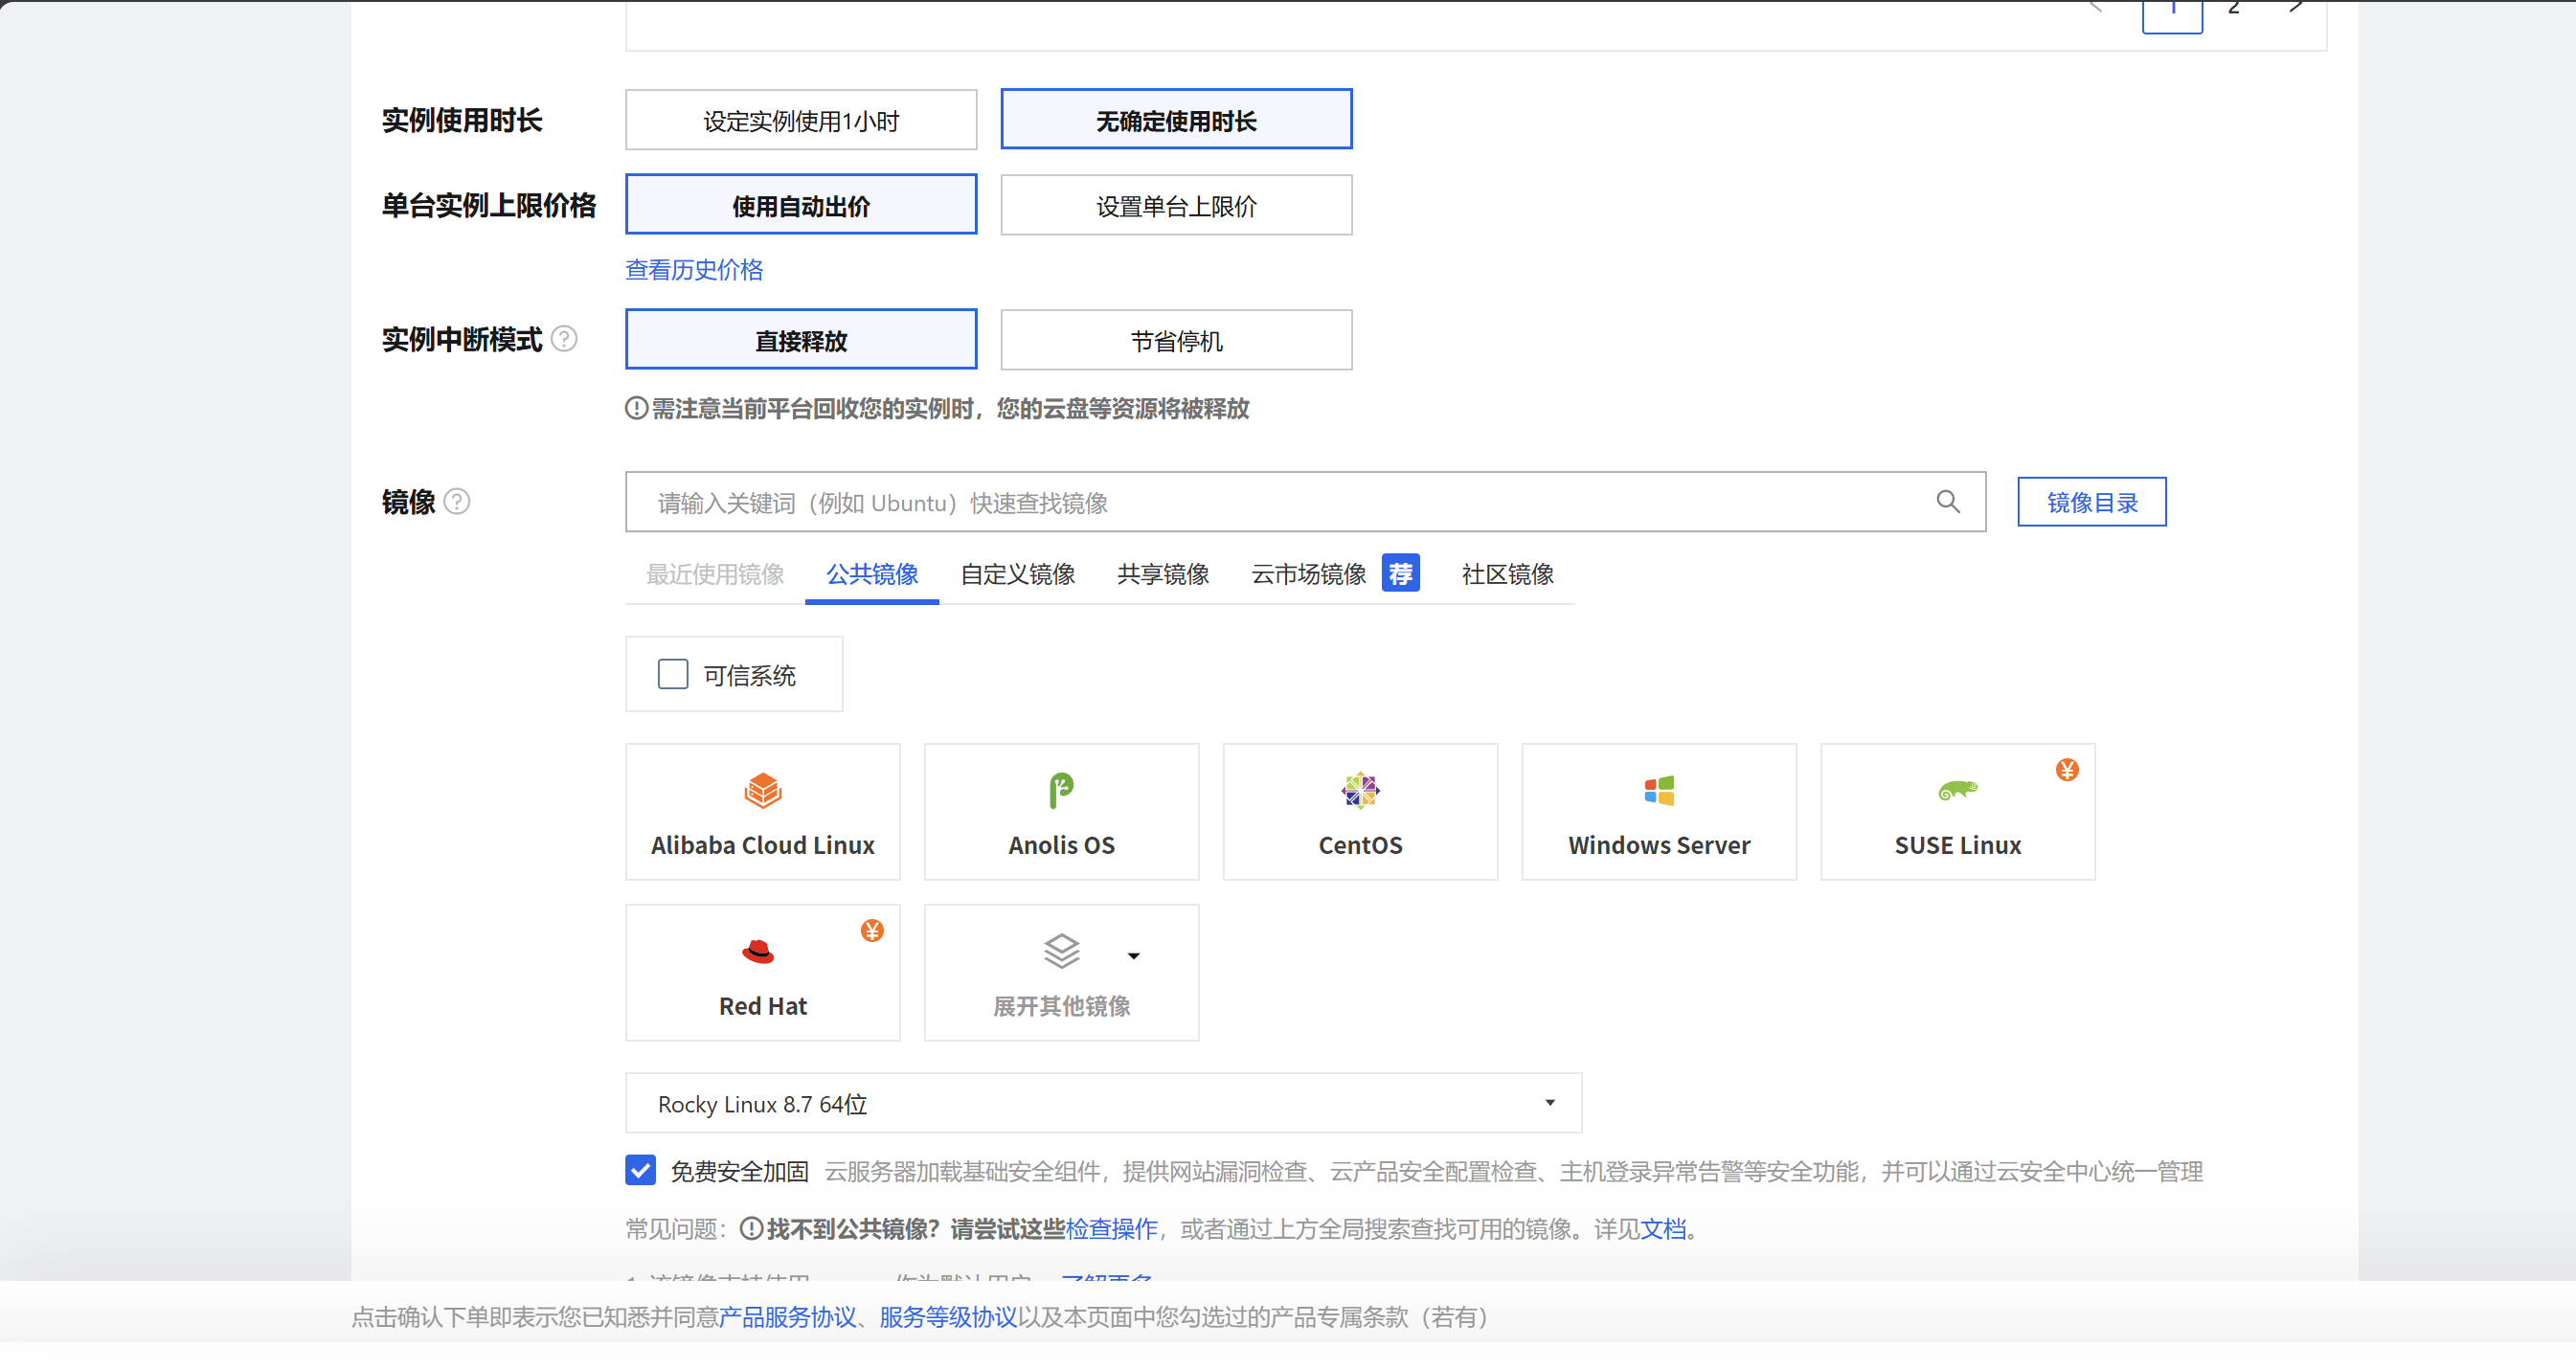 1 2
实例使用时长 设定实例使用1小时 无确定使用时长
单台实例上限价格 使用自动出价 设置单台上限价
查看历史价格
实例中断模式 直接释放 节省停机
需注意当前平台回收您的实例时，您的云盘等资源将被释放
镜像 请输入关键词（例如 Ubuntu）快速查找镜像 镜像目录
最近使用镜像 公共镜像 自定义镜像 共享镜像 云市场镜像 荐 社区镜像
可信系统
Alibaba Cloud Linux Anolis OS CentOS Windows Server SUSE Linux
Red Hat 展开其他镜像
Rocky Linux 8.7 64位
免费安全加固 云服务器加载基础安全组件，提供网站漏洞检查、云产品安全配置检查、主机登录异常告警等安全功能，并可以通过云安全中心统一管理
常见问题：找不到公共镜像？请尝试这些检查操作，或者通过上方全局搜索查找可用的镜像。详见文档。
点击确认下单即表示您已知悉并同意产品服务协议、服务等级协议以及本页面中您勾选过的产品专属条款（若有）